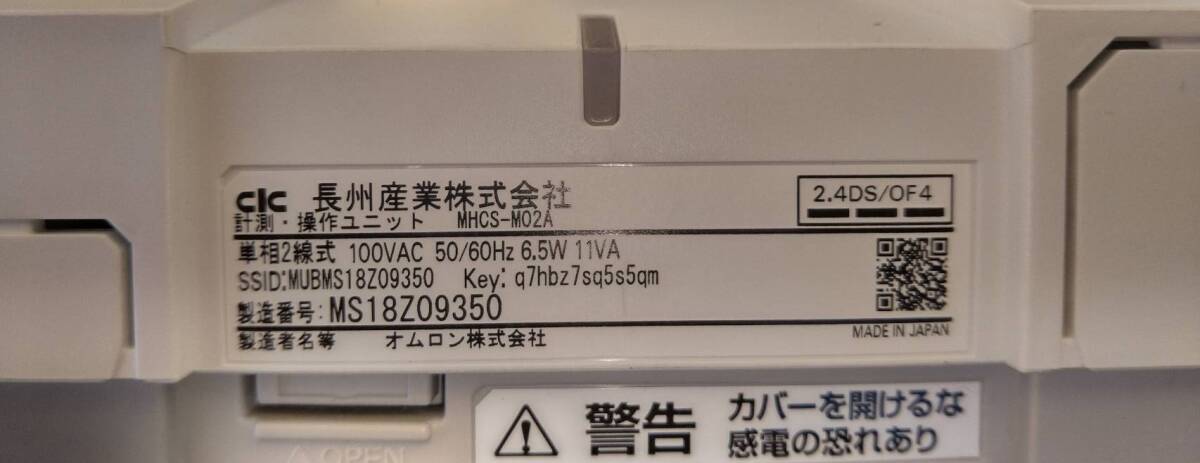 CIC 長州産業株式会社
計測・操作ユニット MHCS-M02A
2.4DS/OF4
単相2線式 100VAC 50/60Hz 6.5W 11VA
SSID:MUBMS18Z09350 Key: q7hbz7sq5s5qm
製造番号: MS18Z09350
製造者名等 オムロン株式会社
MADE IN JAPAN
警告 カバーを開けるな
感電の恐れあり
OPEN